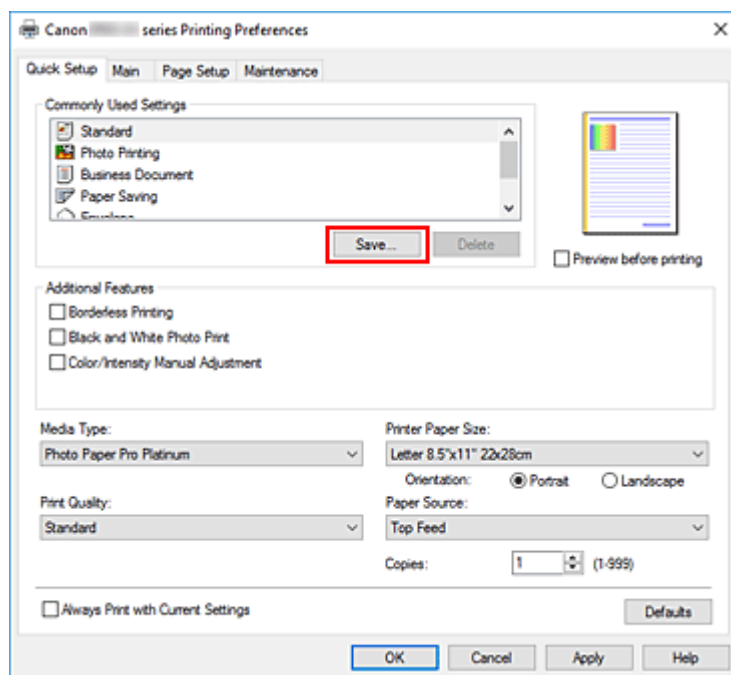 Canon series Printing Preferences
Quick Setup Main Page Setup Maintenance
Commonly Used Settings
Standard
Photo Printing
Business Document
Paper Saving
Envelope
Save... Delete
Preview before printing
Additional Features
Borderless Printing
Black and White Photo Print
Color/Intensity Manual Adjustment
Media Type: Printer Paper Size:
Photo Paper Pro Platinum Letter 8.5"x11" 22x28cm
Orientation: Portrait Landscape
Print Quality: Paper Source:
Standard Top Feed
Copies: 1 (1-999)
Always Print with Current Settings Defaults
OK Cancel Apply Help